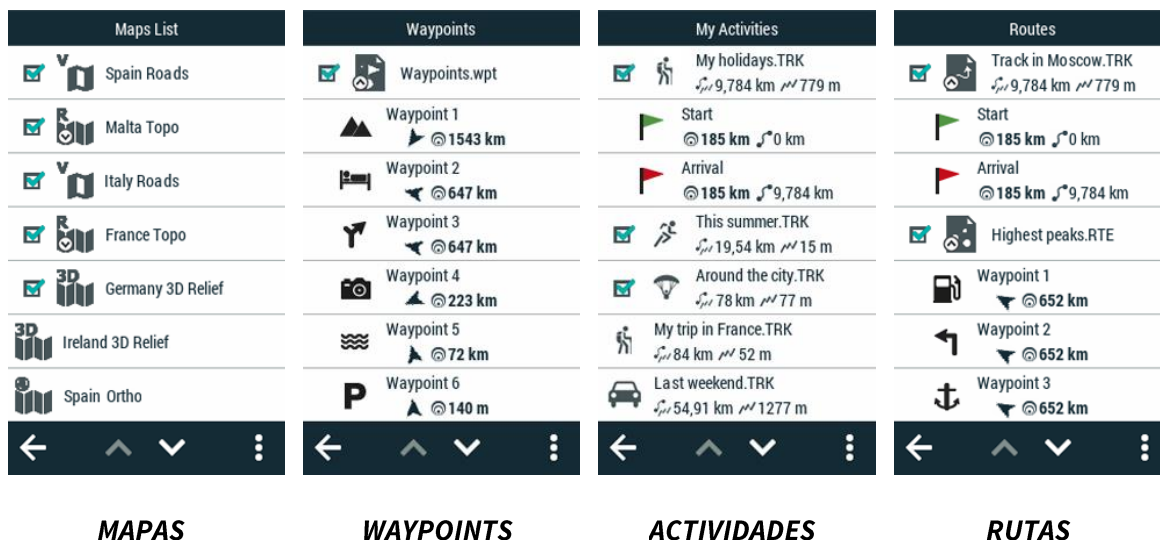 Maps List
V
Spain Roads
R
Malta Topo
V
Italy Roads
R
France Topo
3D
Germany 3D Relief
3D
Ireland 3D Relief
Spain Ortho
Waypoints
Waypoints.wpt
Waypoint 1
1543 km
Waypoint 2
647 km
Waypoint 3
647 km
Waypoint 4
223 km
Waypoint 5
72 km
P
Waypoint 6
140 m
My Activities
My holidays.TRK
9,784 km 779 m
Start
185 km 0 km
Arrival
185 km 9,784 km
This summer.TRK
19,54 km 15 m
Around the city.TRK
78 km 77 m
My trip in France.TRK
84 km 52 m
Last weekend.TRK
54,91 km 1277 m
Routes
Track in Moscow.TRK
9,784 km 779 m
Start
185 km 0 km
Arrival
185 km 9,784 km
Highest peaks.RTE
Waypoint 1
652 km
Waypoint 2
652 km
Waypoint 3
652 km
MAPAS
WAYPOINTS
ACTIVIDADES
RUTAS